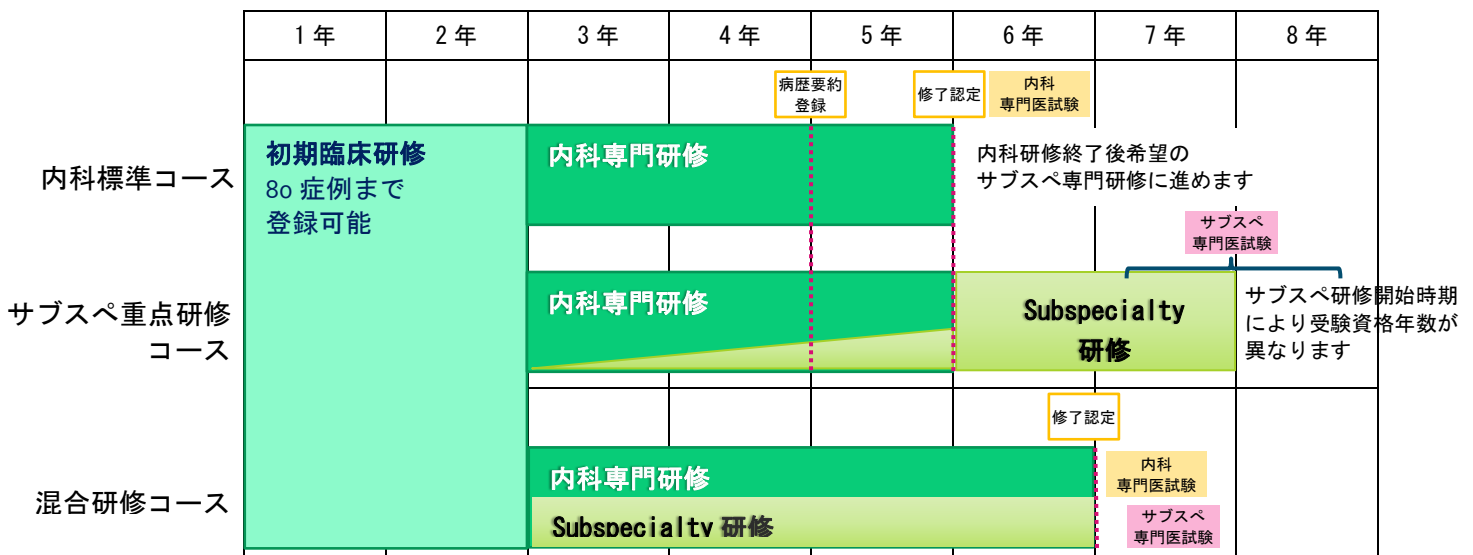 1年 2年 3年 4年 5年 6年 7年 8年
病歴要約
登録
修了認定
内科
専門医試験
内科標準コース
初期臨床研修
8o 症例まで
登録可能
内科専門研修
内科研修終了後希望の
サブスペ専門研修に進めます
サブスペ
専門医試験
サブスペ重点研修
コース
内科専門研修
Subspecialty
研修
サブスペ研修開始時期
により受験資格年数が
異なります
修了認定
混合研修コース
内科専門研修
Subspecialty 研修
内科
専門医試験
サブスペ
専門医試験